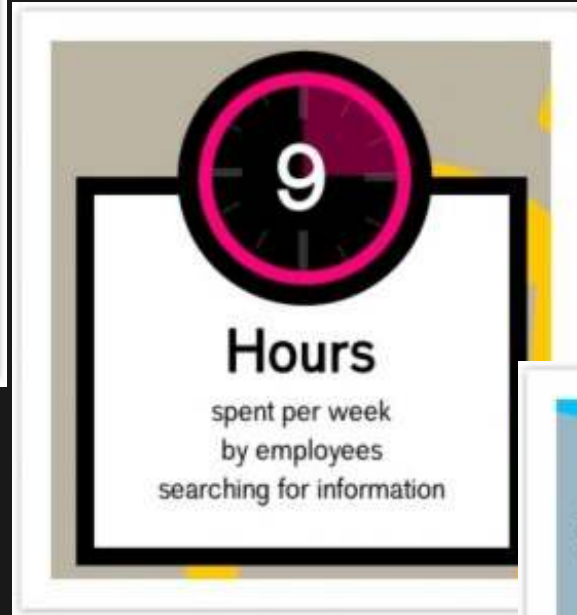 9
Hours
spent per week
by employees
searching for information